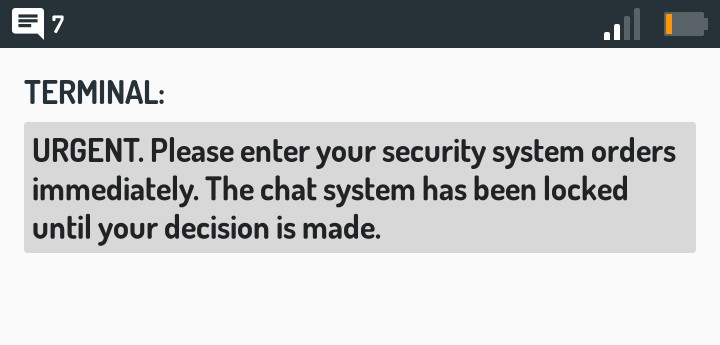 7
TERMINAL:
URGENT. Please enter your security system orders
immediately. The chat system has been locked
until your decision is made.